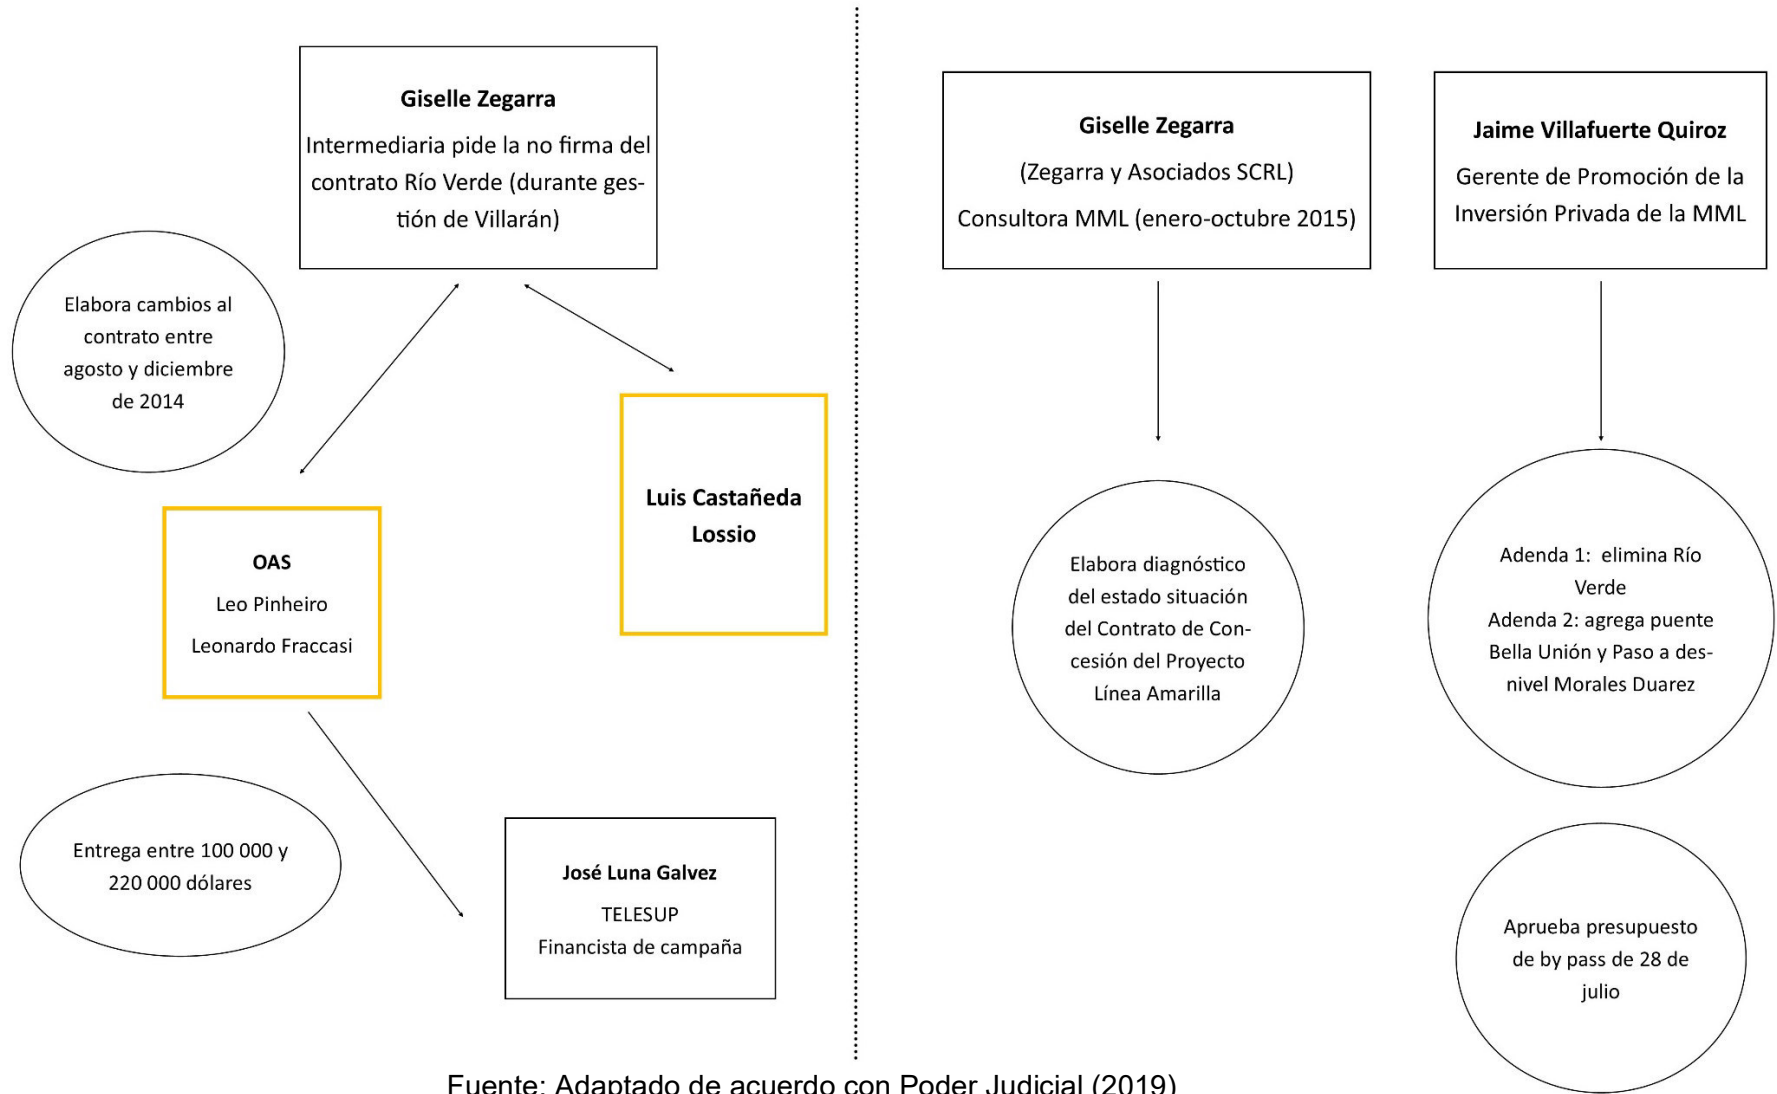 Giselle Zegarra
Intermediaria pide la no firma del
contrato Río Verde (durante ges-
tión de Villarán)
Elabora cambios al
contrato entre
agosto y diciembre
de 2014
Luis Castañeda
Lossio
OAS
Leo Pinheiro
Leonardo Fraccasi
Entrega entre 100 000 y
220 000 dólares
José Luna Galvez
TELESUP
Financista de campaña
Giselle Zegarra
(Zegarra y Asociados SCRL)
Consultora MML (enero-octubre 2015)
Elabora diagnóstico
del estado situación
del Contrato de Con-
cesión del Proyecto
Línea Amarilla
Jaime Villafuerte Quiroz
Gerente de Promoción de la
Inversión Privada de la MML
Adenda 1:  elimina Río
Verde
Adenda 2: agrega puente
Bella Unión y Paso a des-
nivel Morales Duarez
Aprueba presupuesto
de by pass de 28 de
julio
Fuente: Adaptado de acuerdo con Poder Judicial (2019)